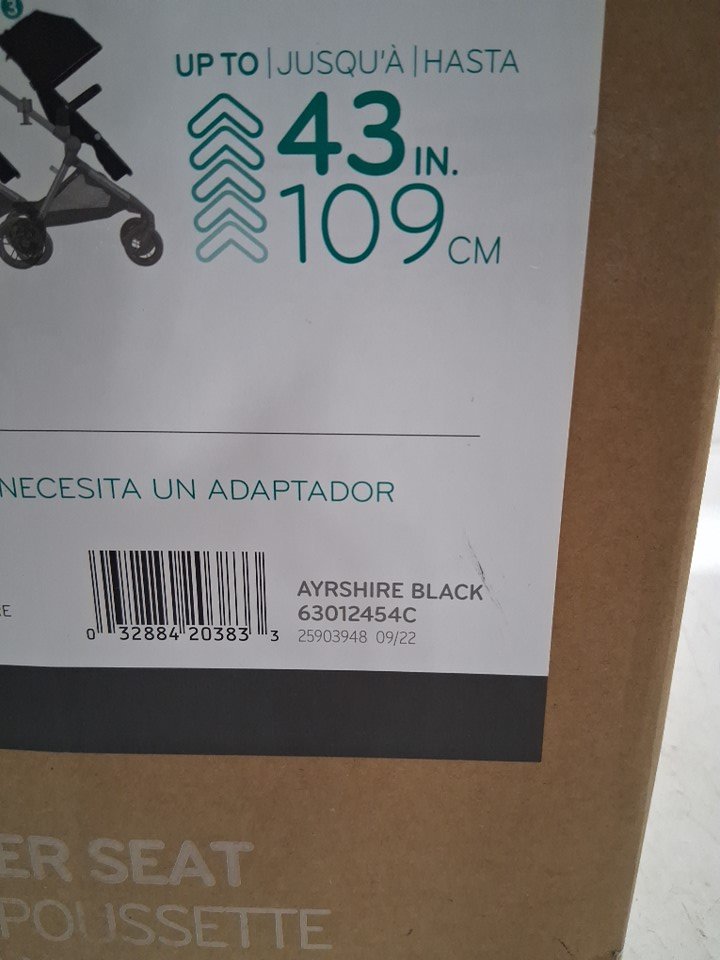 3
UP TO | JUSQU'À | HASTA
43 IN.
109 CM
NECESITA UN ADAPTADOR
AYRSHIRE BLACK
63012454C
25903948 09/22
0 32884 20383 3
ER SEAT
POUSSETTE